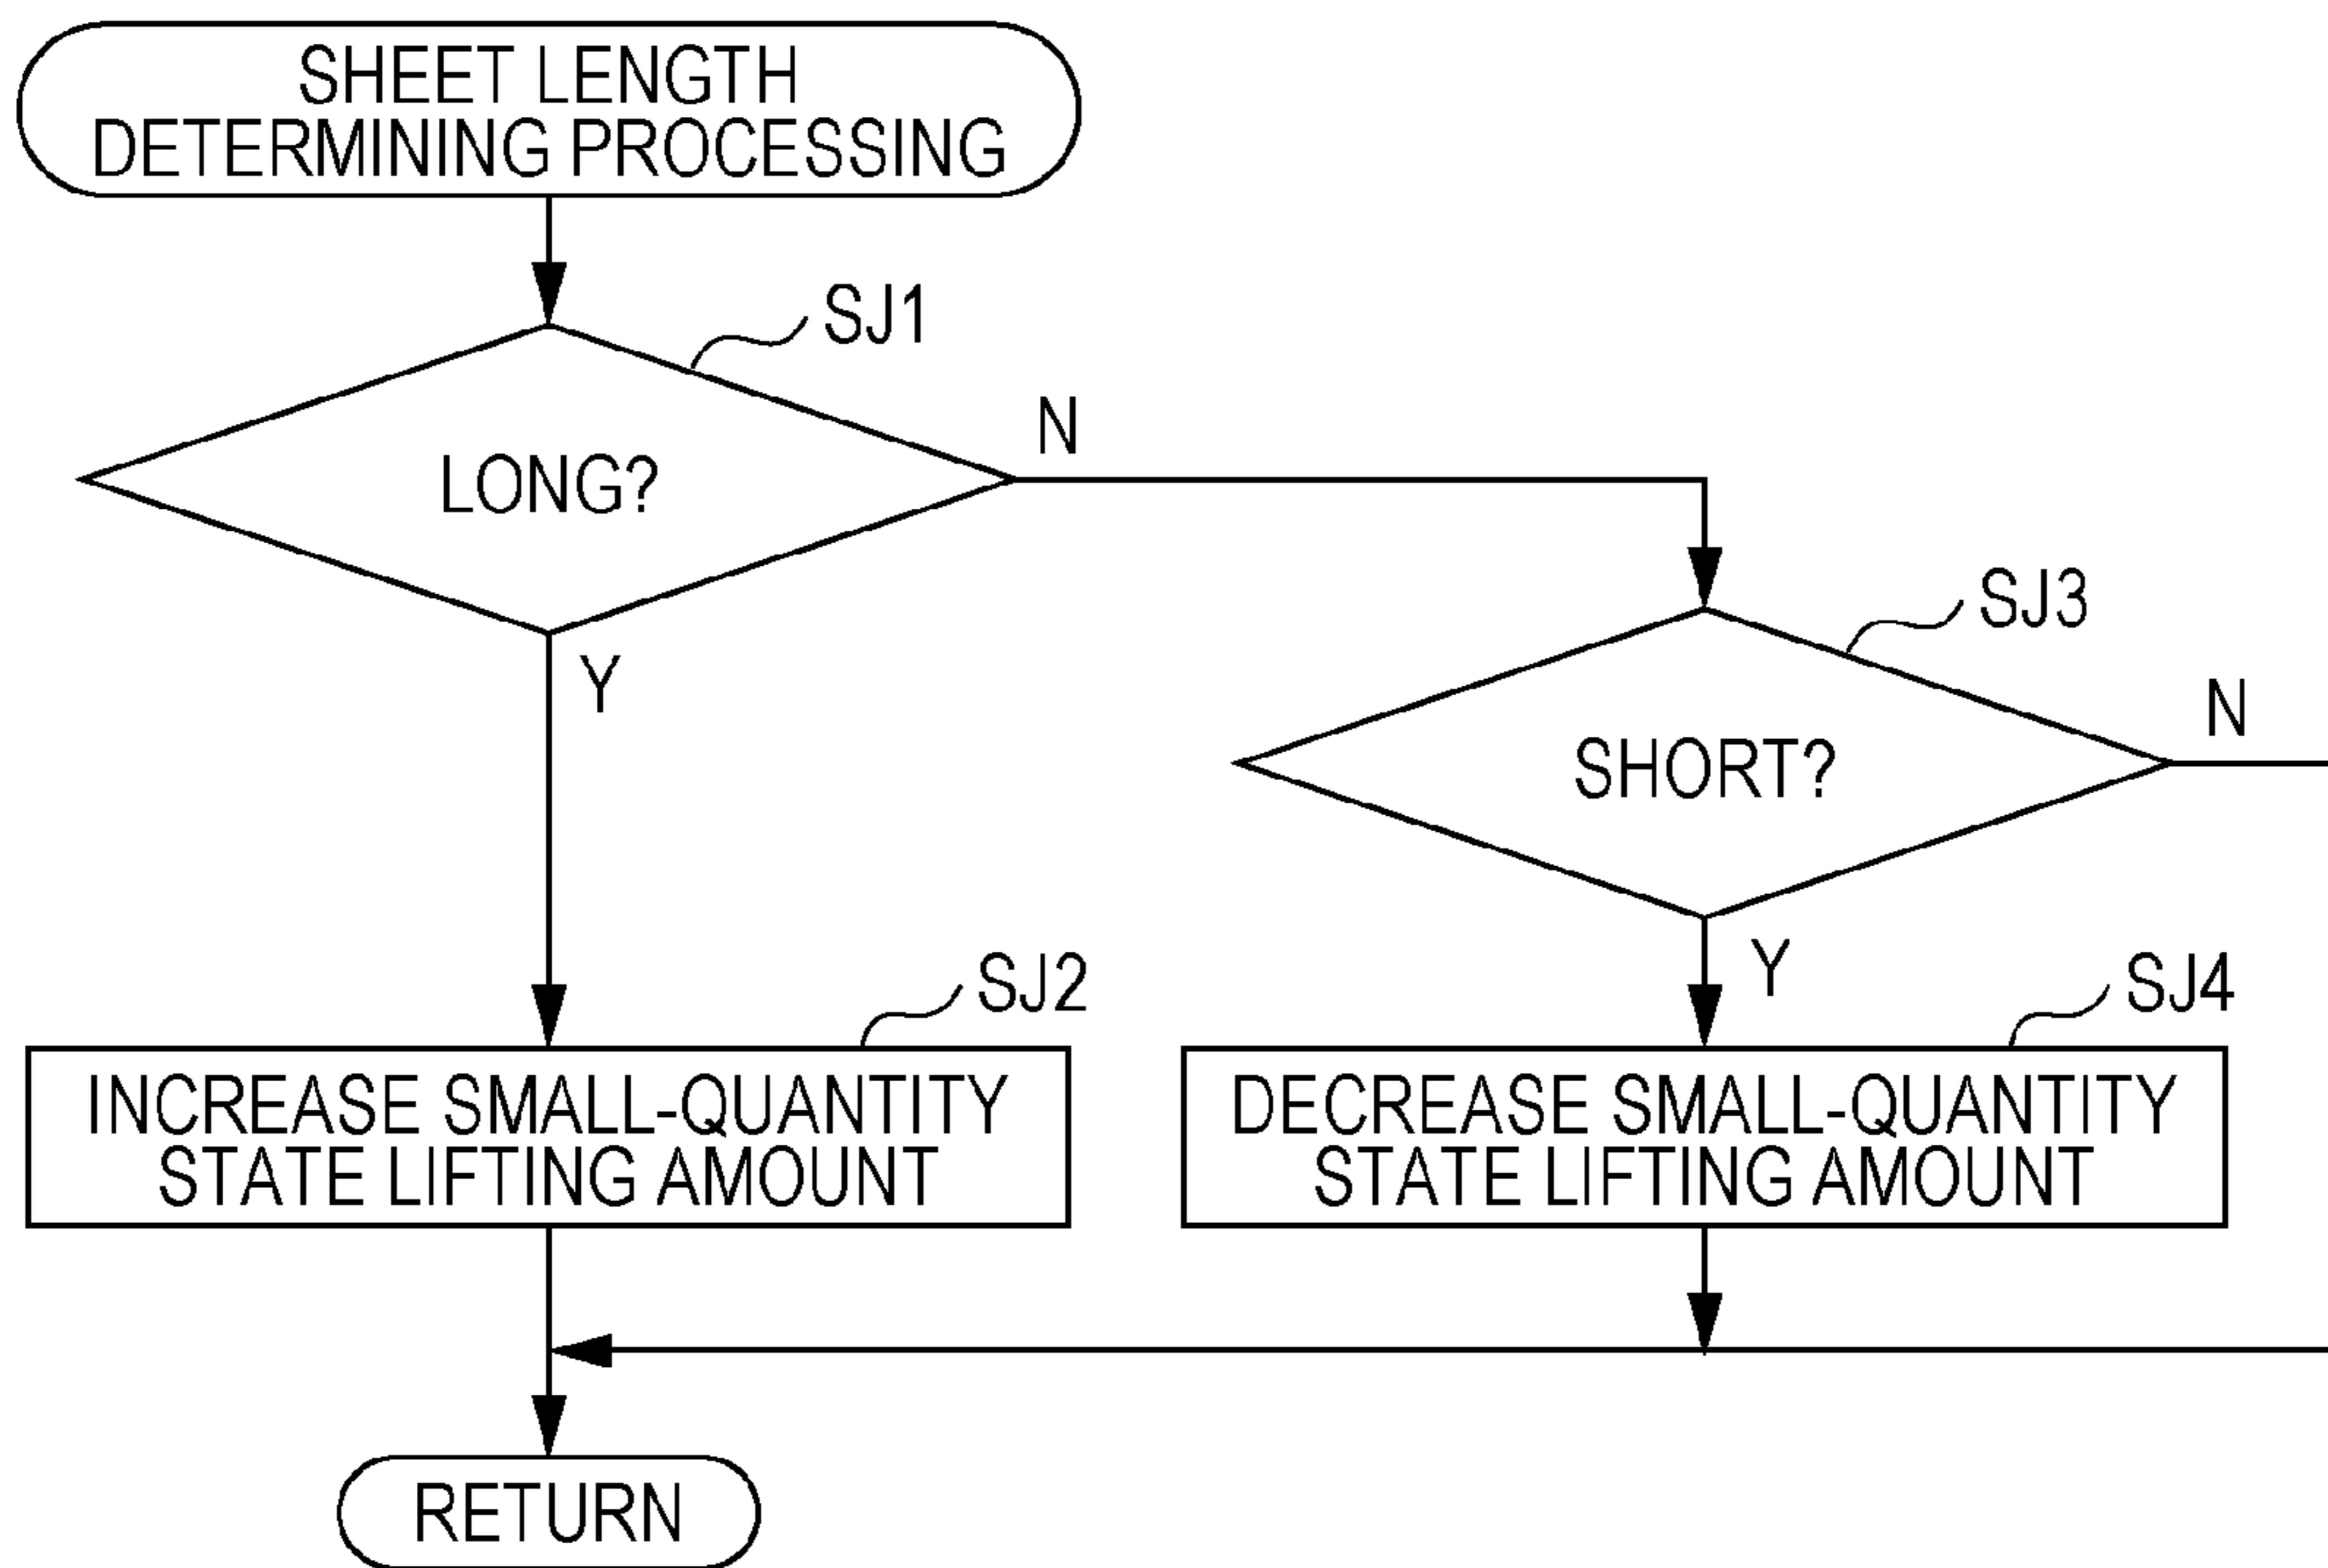 SHEET LENGTH
DETERMINING PROCESSING
SJ1
LONG?
N
Y
SJ3
SHORT?
N
Y
SJ2
INCREASE SMALL-QUANTITY
STATE LIFTING AMOUNT
SJ4
DECREASE SMALL-QUANTITY
STATE LIFTING AMOUNT
RETURN